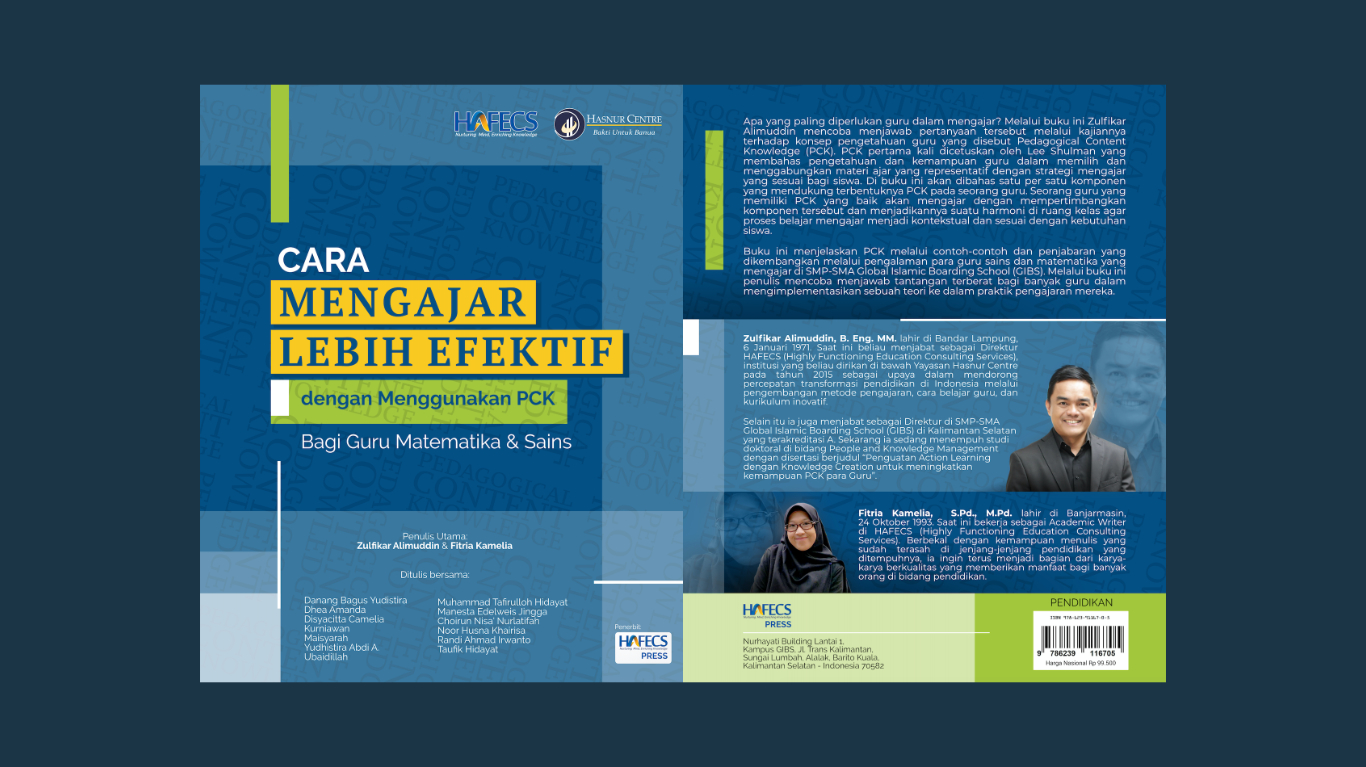 HAFECS
Nurturing Mind, Enriching Knowledge
HASNUR CENTRE
Bakti Untuk Banua
CARA
MENGAJAR
LEBIH EFEKTIF
dengan Menggunakan PCK
Bagi Guru Matematika & Sains
Penulis Utama:
Zulfikar Alimuddin & Fitria Kamelia
Ditulis bersama:
Danang Bagus Yudistira
Dhea Amanda
Disyacitta Camelia
Kurniawan
Maisyarah
Yudhistira Abdi A.
Ubaidillah
Muhammad Tafirulloh Hidayat
Manesta Edelweis Jingga
Choirun Nisa' Nurlatifah
Noor Husna Khairisa
Randi Ahmad Irwanto
Taufik Hidayat
Penerbit:
HAFECS
PRESS
Apa yang paling diperlukan guru dalam mengajar? Melalui buku ini Zulfikar
Alimuddin mencoba menjawab pertanyaan tersebut melalui kajiannya
terhadap konsep pengetahuan guru yang disebut Pedagogical Content
Knowledge (PCK). PCK pertama kali dicetuskan oleh Lee Shulman yang
membahas pengetahuan dan kemampuan guru dalam memilih dan
menggabungkan materi ajar yang representatif dengan strategi mengajar
yang sesuai bagi siswa. Di buku ini akan dibahas satu per satu komponen
yang mendukung terbentuknya PCK pada seorang guru. Seorang guru yang
memiliki PCK yang baik akan mengajar dengan mempertimbangkan
komponen tersebut dan menjadikannya suatu harmoni di ruang kelas agar
proses belajar mengajar menjadi kontekstual dan sesuai dengan kebutuhan
siswa.
Buku ini menjelaskan PCK melalui contoh-contoh dan penjabaran yang
dikembangkan melalui pengalaman para guru sains dan matematika yang
mengajar di SMP-SMA Global Islamic Boarding School (GIBS). Melalui buku ini
penulis mencoba menjawab tantangan terberat bagi banyak guru dalam
mengimplementasikan sebuah teori ke dalam praktik pengajaran mereka.
Zulfikar Alimuddin, B. Eng. MM. lahir di Bandar Lampung,
6 Januari 1971. Saat ini beliau menjabat sebagai Direktur
HAFECS (Highly Functioning Education Consulting Services),
institusi yang beliau dirikan di bawah Yayasan Hasnur Centre
pada tahun 2015 sebagai upaya dalam mendorong
percepatan transformasi pendidikan di Indonesia melalui
pengembangan metode pengajaran, cara belajar guru, dan
kurikulum inovatif.
Selain itu ia juga menjabat sebagai Direktur di SMP-SMA
Global Islamic Boarding School (GIBS) di Kalimantan Selatan
yang terakreditasi A. Sekarang ia sedang menempuh studi
doktoral di bidang People and Knowledge Management
dengan disertasi berjudul "Penguatan Action Learning
dengan Knowledge Creation untuk meningkatkan
kemampuan PCK para Guru".
Fitria Kamelia, S.Pd., M.Pd. lahir di Banjarmasin,
24 Oktober 1993. Saat ini bekerja sebagai Academic Writer
di HAFECS (Highly Functioning Education Consulting
Services). Berbekal dengan kemampuan menulis yang
sudah terasah di jenjang-jenjang pendidikan yang
ditempuhnya, ia ingin terus menjadi bagian dari karya-
karya berkualitas yang memberikan manfaat bagi banyak
orang di bidang pendidikan.
HAFECS
PRESS
Nurhayati Building Lantai 1,
Kampus GIBS. Jl. Trans Kalimantan,
Sungai Lumbah, Alalak, Barito Kuala,
Kalimantan Selatan - Indonesia 70582
PENDIDIKAN
9 786239 116705
Harga Nasional Rp 99.500